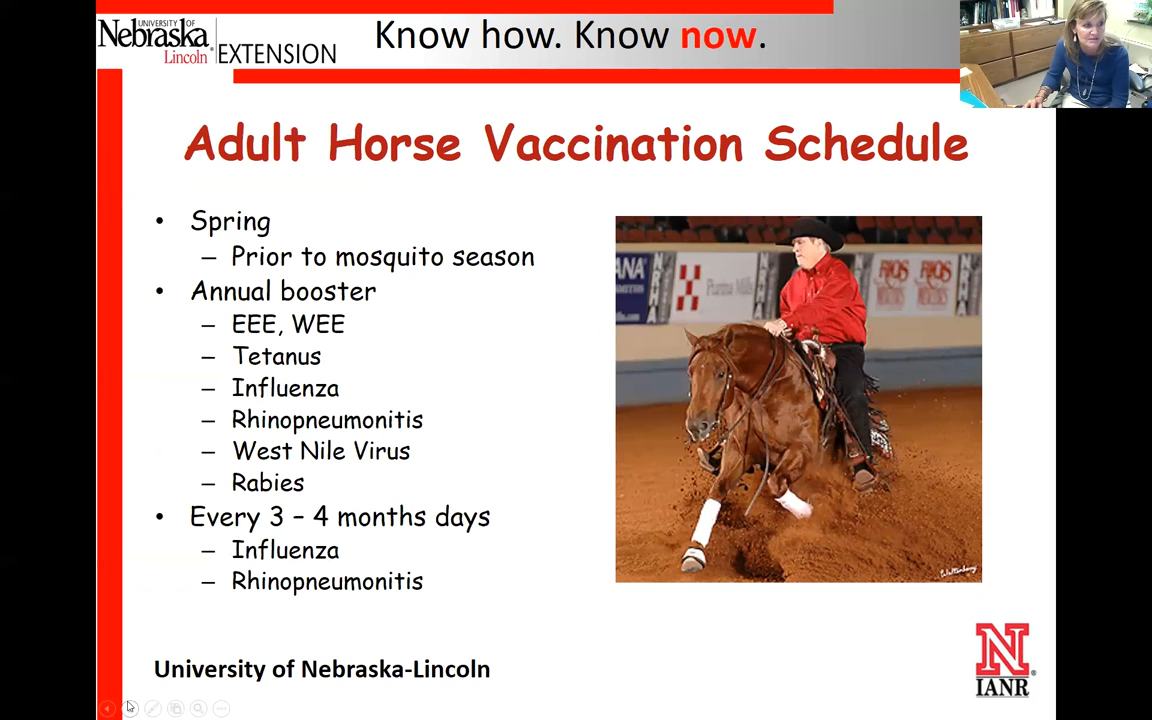 UNIVERSITY OF
Nebraska
Lincoln
EXTENSION
Know how. Know now.
Adult Horse Vaccination Schedule
• Spring
– Prior to mosquito season
• Annual booster
– EEE, WEE
– Tetanus
– Influenza
– Rhinopneumonitis
– West Nile Virus
– Rabies
• Every 3 – 4 months days
– Influenza
– Rhinopneumonitis
Purina Mills
University of Nebraska-Lincoln
N
IANR